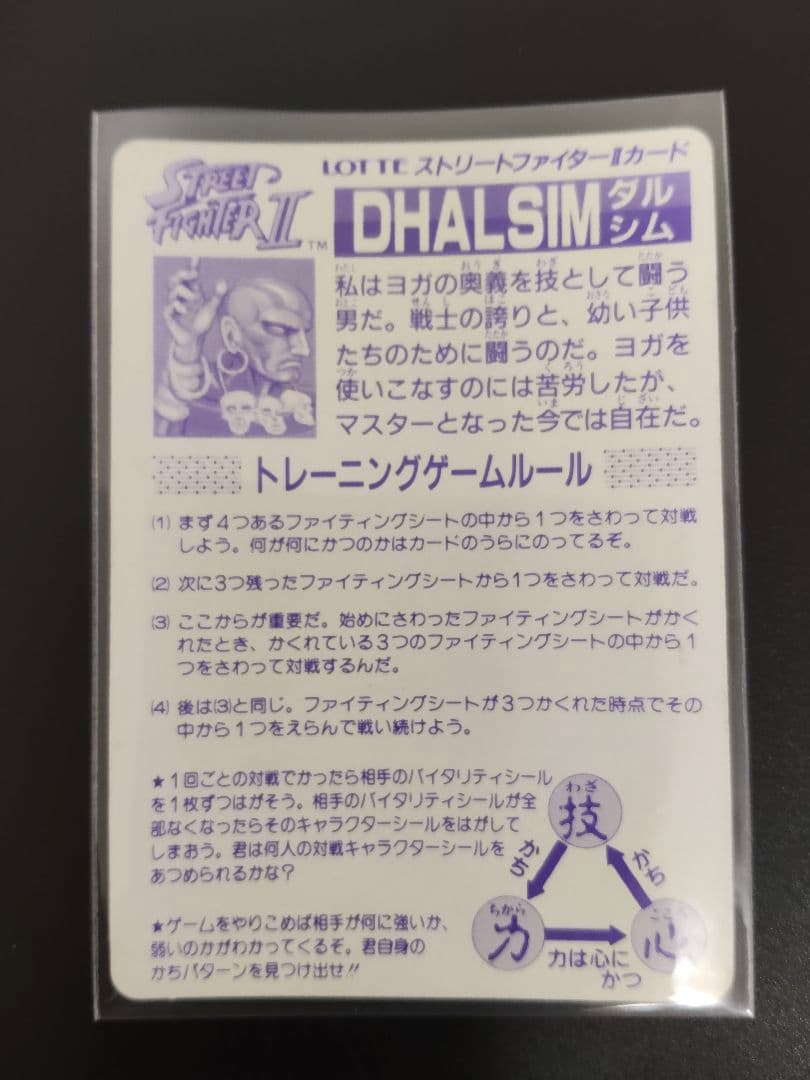 LOTTE ストリートファイターⅡカード
STREET FIGHTER II TM
DHALSIM ダルシム
私はヨガの奥義を技として闘う
男だ。戦士の誇りと、幼い子供
たちのために闘うのだ。ヨガを
使いこなすのには苦労したが、
マスターとなった今では自在だ。
トレーニングゲームルール
(1) まず4つあるファイティングシートの中から1つをさわって対戦
しよう。何が何にかつのかはカードのうらにのってるぞ。
(2) 次に3つ残ったファイティングシートから1つをさわって対戦だ。
(3) ここからが重要だ。始めにさわったファイティングシートがかく
れたとき、かくれている3つのファイティングシートの中から1
つをさわって対戦するんだ。
(4) 後は(3)と同じ。ファイティングシートが3つかくれた時点でその
中から1つをえらんで戦い続けよう。
★1回ごとの対戦でかったら相手のバイタリティシール
を1枚ずつはがそう。相手のバイタリティシールが全
部なくなったらそのキャラクターシールをはがして
しまおう。君は何人の対戦キャラクターシールを
あつめられるかな?
★ゲームをやりこめば相手が何に強いか、
弱いのかがわかってくるぞ。君自身の
かちパターンを見つけ出せ!!
わざ
技
かち
かち
ちから
力
こころ
心
力は心に
かつ